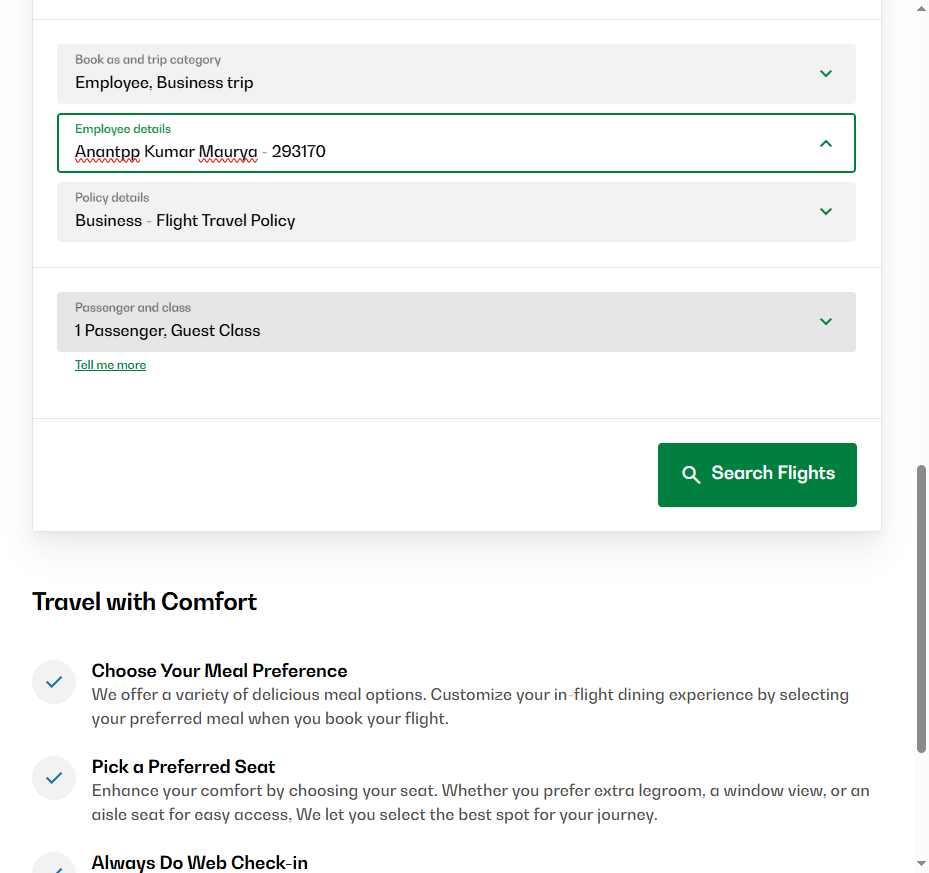 Book as and trip category
Employee, Business trip
Employee details
Anantpp Kumar Maurya - 293170
Policy details
Business - Flight Travel Policy
Passenger and class
1 Passenger, Guest Class
Tell me more
Search Flights
Travel with Comfort
Choose Your Meal Preference
We offer a variety of delicious meal options. Customize your in-flight dining experience by selecting
your preferred meal when you book your flight.
Pick a Preferred Seat
Enhance your comfort by choosing your seat. Whether you prefer extra legroom, a window view, or an
aisle seat for easy access, We let you select the best spot for your journey.
Always Do Web Check-in